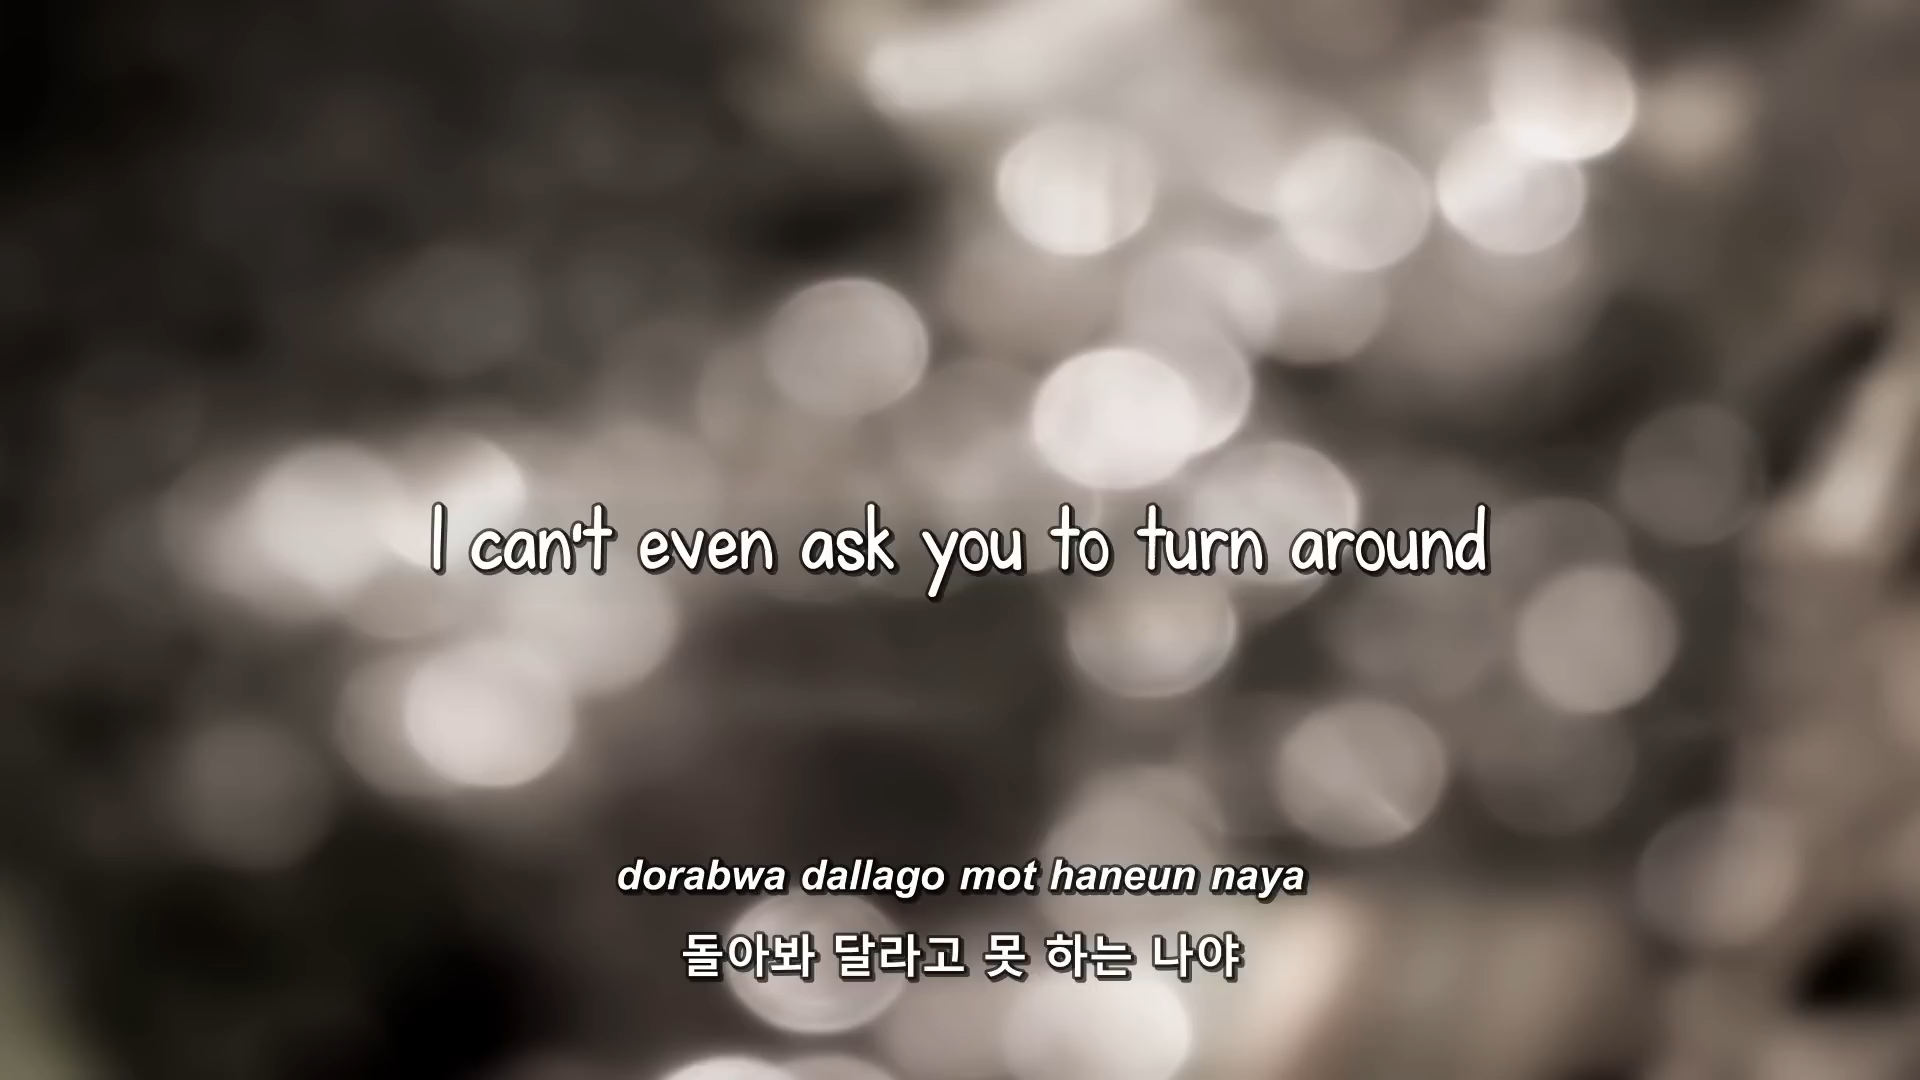 I can't even ask you to turn around
dorabwa dallago mot haneun naya
돌아봐 달라고 못 하는 나야